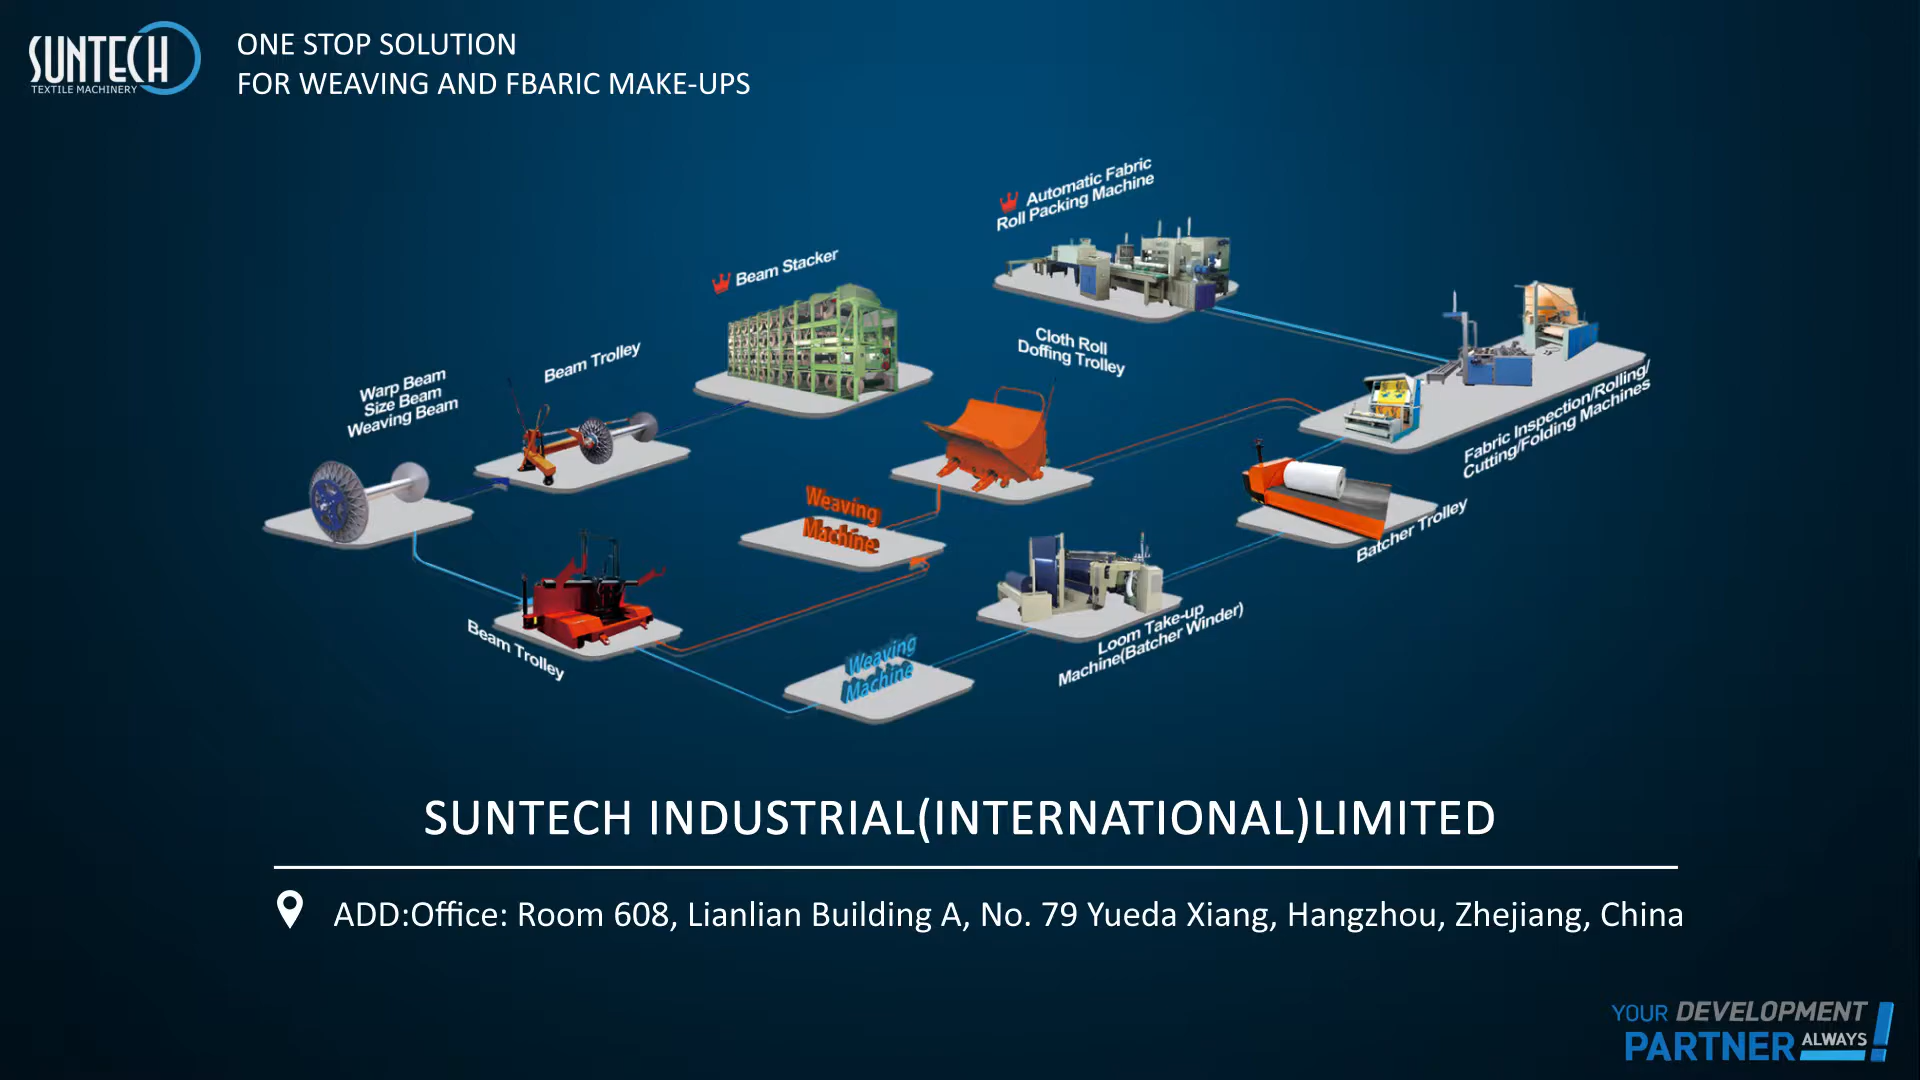 SUNTECH
TEXTILE MACHINERY
ONE STOP SOLUTION
FOR WEAVING AND FBARIC MAKE-UPS
Automatic Fabric
Roll Packing Machine
Beam Stacker
Cloth Roll
Doffing Trolley
Beam Trolley
Warp Beam
Size Beam
Weaving Beam
Fabric Inspection/Rolling/
Cutting/Folding Machines
Weaving
Machine
Batcher Trolley
Beam Trolley
Loom Take-up
Machine(Batcher Winder)
Weaving
Machine
SUNTECH INDUSTRIAL(INTERNATIONAL)LIMITED
ADD:Office: Room 608, Lianlian Building A, No. 79 Yueda Xiang, Hangzhou, Zhejiang, China
YOUR DEVELOPMENT
PARTNER ALWAYS !